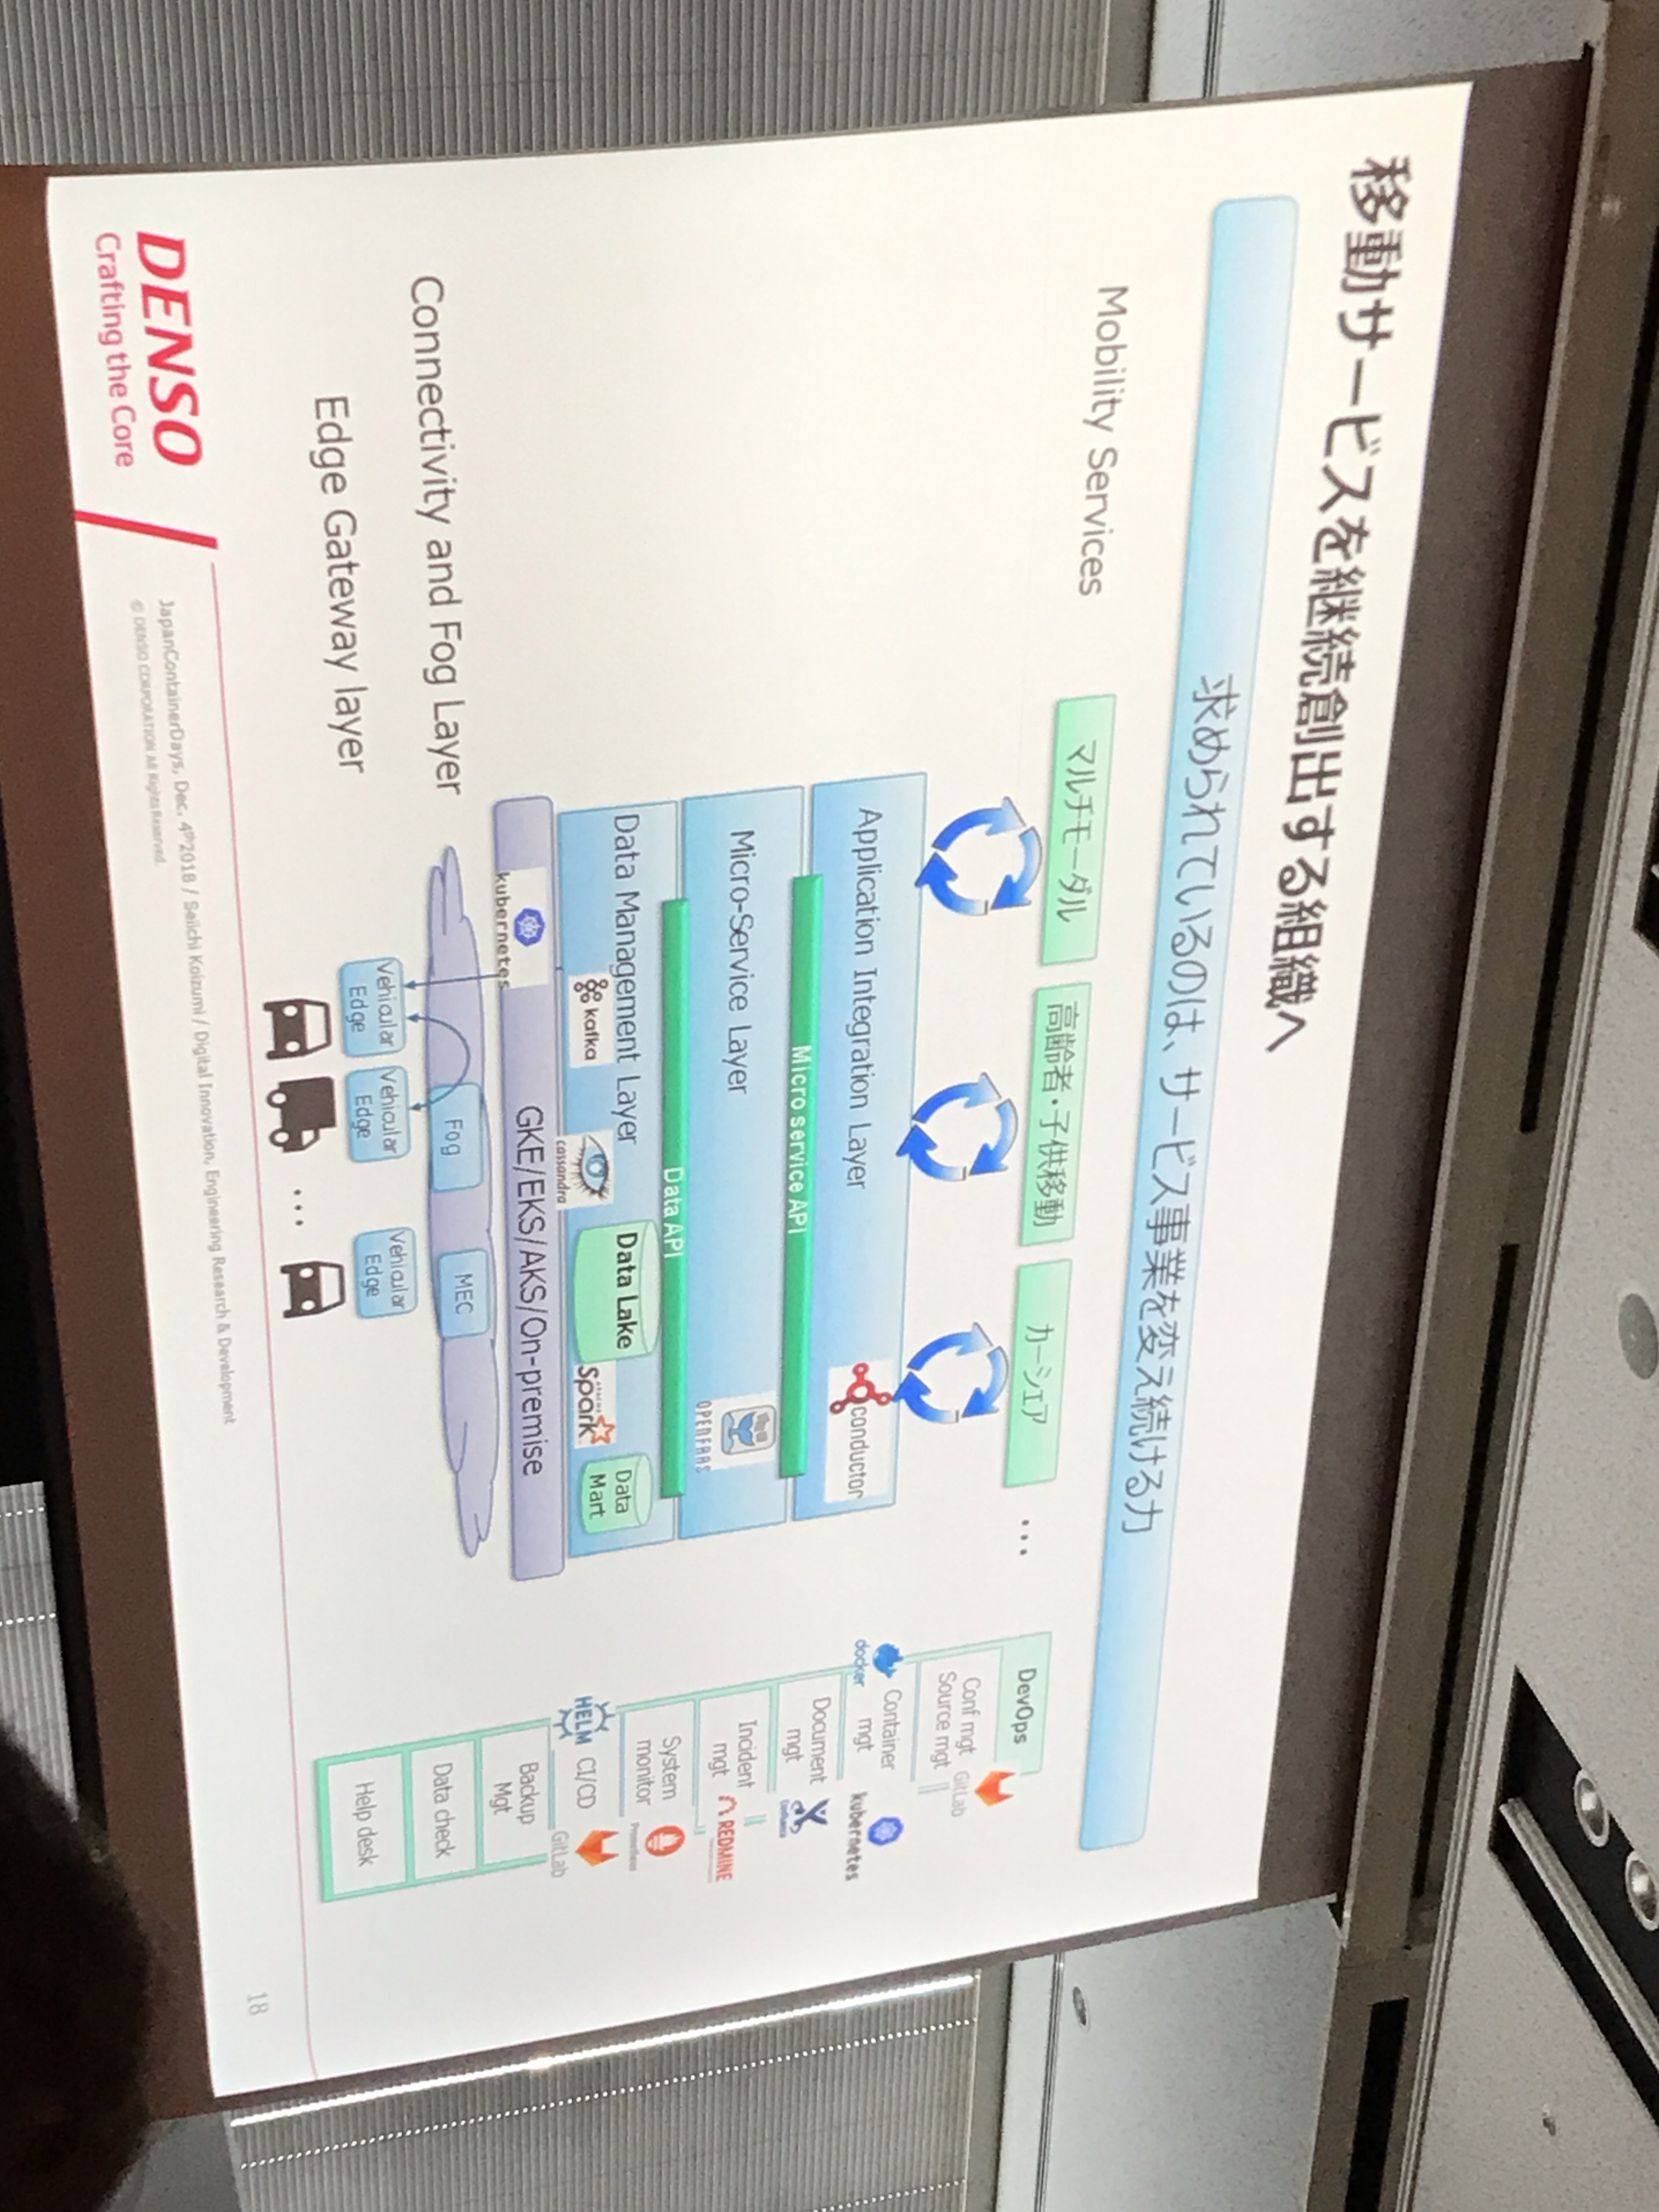 移動サービスを継続創出する組織へ
求められているのは、サービス事業を変え続ける力
Mobility Services
マルチモーダル
高齢者・子供移動
カーシェア
...
Application Integration Layer
conductor
Micro service API
Micro-Service Layer
OPENFAAS
Data API
Data Management Layer
kafka
cassandra
Data Lake
APACHE
Spark
Data
Mart
kubernetes
GKE/EKS/AKS/On-premise
Connectivity and Fog Layer
Fog
MEC
Edge Gateway layer
Vehicular
Edge
Vehicular
Edge
Vehicular
Edge
...
DevOps
Conf mgt
Source mgt
GitLab
docker
Container
mgt
kubernetes
Document
mgt
Confluence
Incident
mgt
REDMINE
System
monitor
Prometheus
HELM
CI/CD
GitLab
Backup
Mgt
Data check
Help desk
DENSO
Crafting the Core
JapanContainerDays, Dec. 4th2018 / Seiichi Koizumi / Digital Innovation, Engineering Research & Development
© DENSO CORPORATION All Rights Reserved.
18